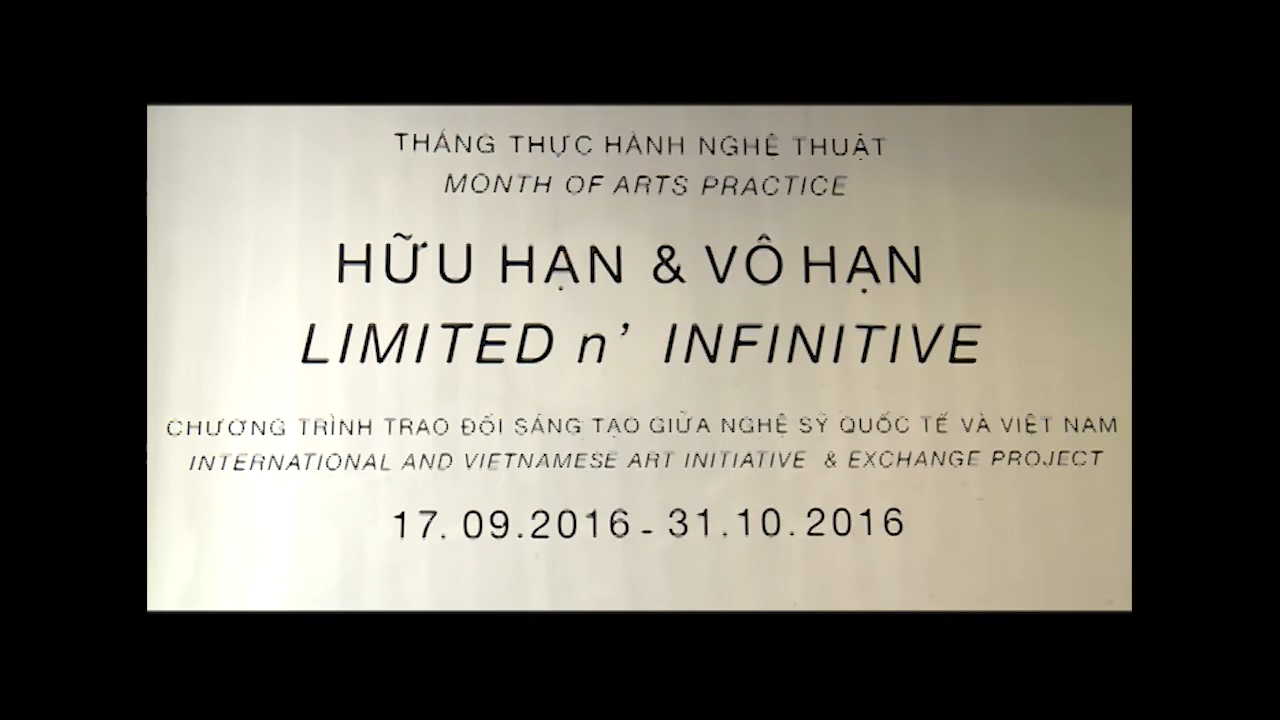 THÁNG THỰC HÀNH NGHỆ THUẬT
MONTH OF ARTS PRACTICE
HỮU HẠN & VÔ HẠN
LIMITED n’ INFINITIVE
CHƯƠNG TRÌNH TRAO ĐỔI SÁNG TẠO GIỮA NGHỆ SỸ QUỐC TẾ VÀ VIỆT NAM
INTERNATIONAL AND VIETNAMESE ART INITIATIVE & EXCHANGE PROJECT
17. 09.2016 - 31.10.2016